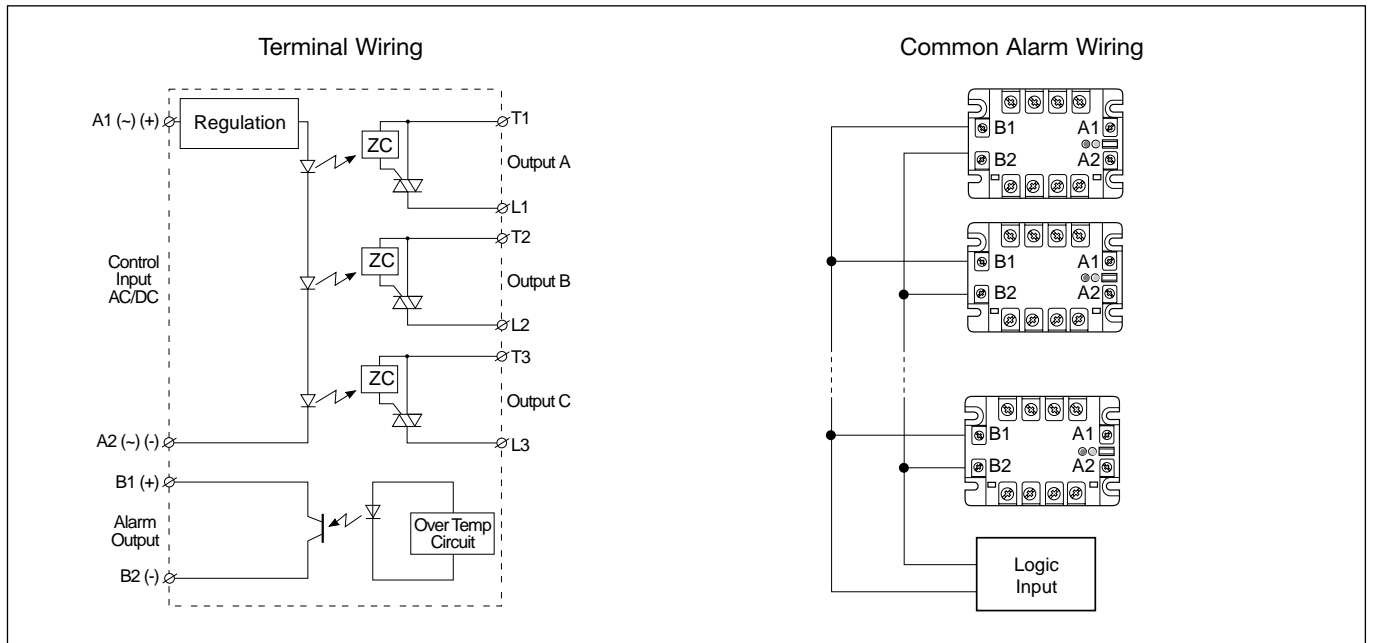 Terminal Wiring
A1 (~) (+)
Regulation
ZC
T1
Output A
L1
T2
ZC
Output B
L2
Control
Input
AC/DC
T3
ZC
Output C
L3
A2 (~) (-)
B1 (+)
Alarm
Output
Over Temp
Circuit
B2 (-)
Common Alarm Wiring
B1
A1
B2
A2
B1
A1
B2
A2
B1
A1
B2
A2
Logic
Input